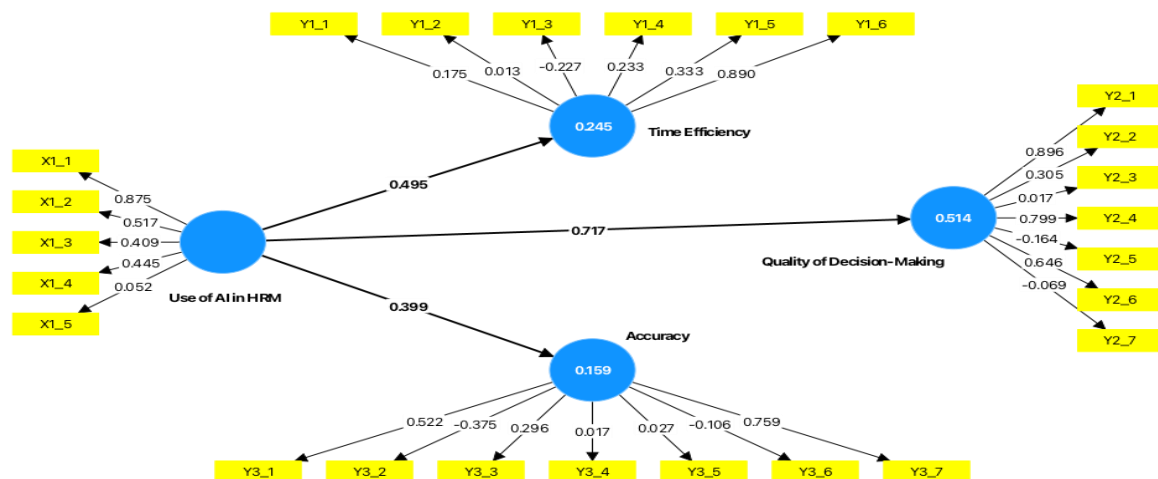 Y1_1 Y1_2 Y1_3 Y1_4 Y1_5 Y1_6
0.175 0.013 -0.227 0.233 0.333 0.890
0.245
Time Efficiency
X1_1
X1_2
X1_3
X1_4
X1_5
0.875
0.517
0.409
0.445
0.052
Use of AI in HRM
0.495
0.717
0.399
Y2_1
Y2_2
Y2_3
Y2_4
Y2_5
Y2_6
Y2_7
0.896
0.305
0.017
0.799
-0.164
0.646
-0.069
0.514
Quality of Decision-Making
Accuracy
0.159
0.522 -0.375 0.296 0.017 0.027 -0.106 0.759
Y3_1 Y3_2 Y3_3 Y3_4 Y3_5 Y3_6 Y3_7